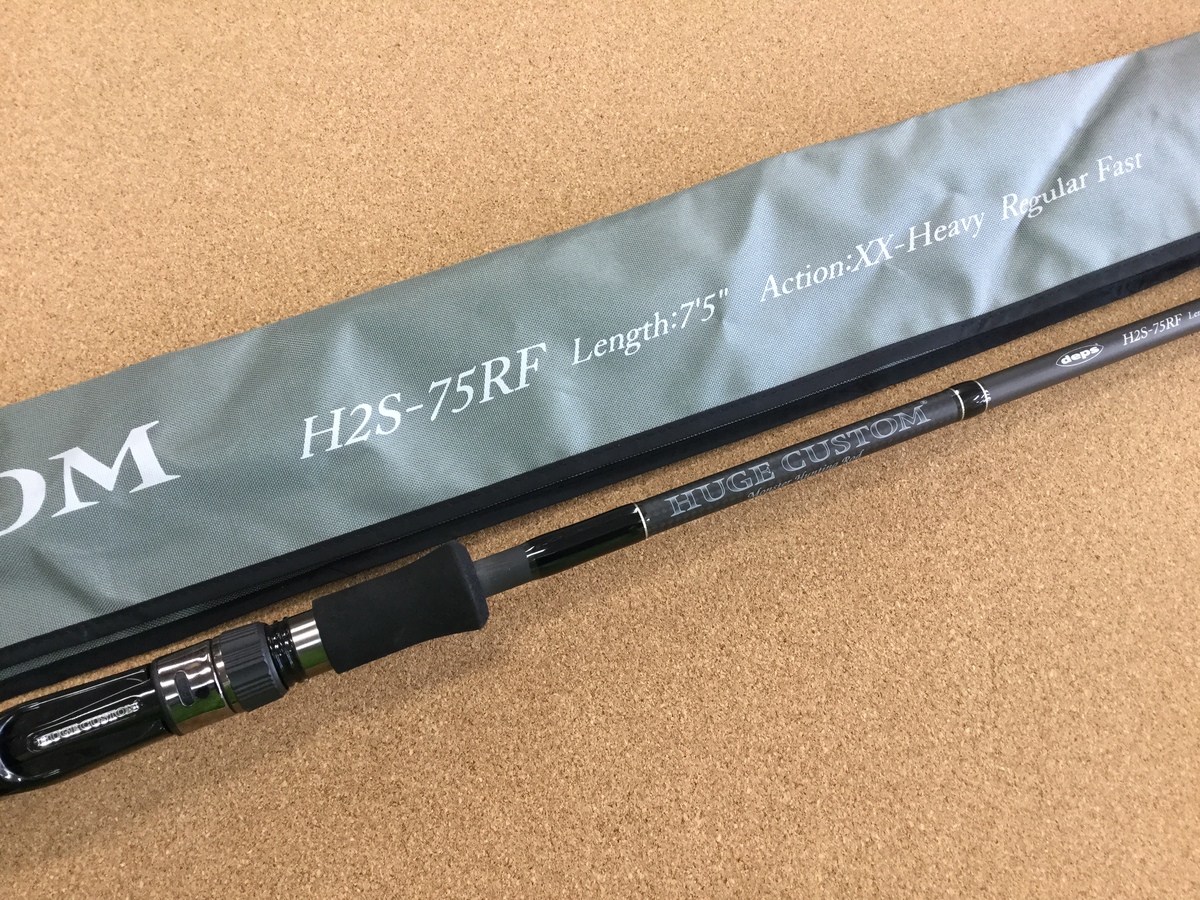 OM H2S-75RF Length:7'5" Action:XX-Heavy Regular Fast
HUGE CUSTOM
deps H2S-75RF